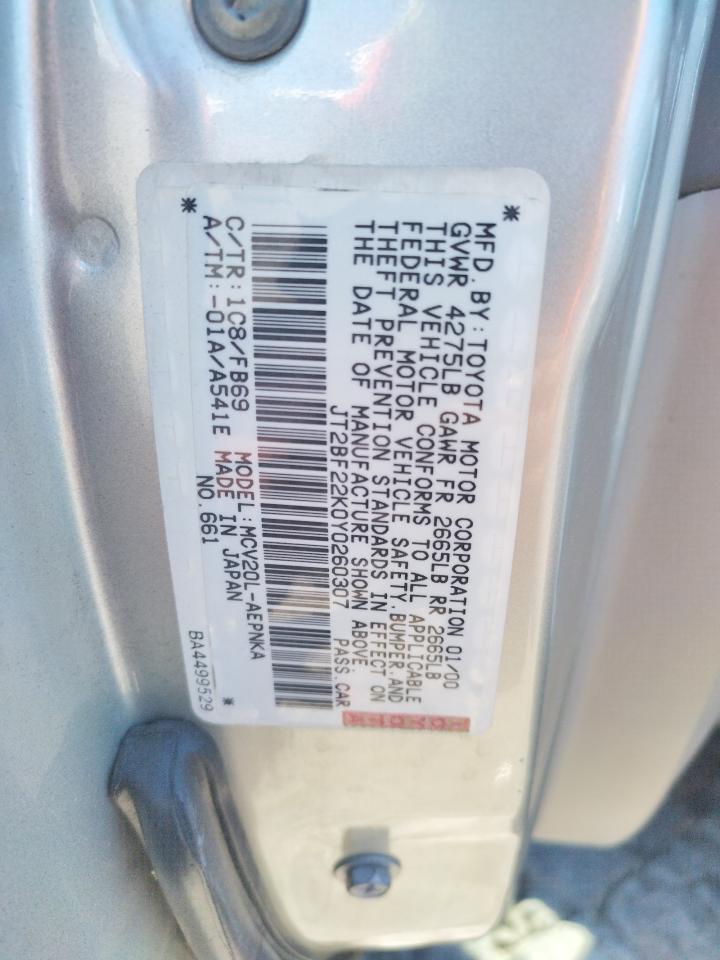 * *
MFD.BY:TOYOTA MOTOR CORPORATION 01/00
GVWR 4275LB GAWR FR 2665LB RR 2665LB
THIS VEHICLE CONFORMS TO ALL APPLICABLE
FEDERAL MOTOR VEHICLE SAFETY,BUMPER,AND
THEFT PREVENTION STANDARDS IN EFFECT ON
THE DATE OF MANUFACTURE SHOWN ABOVE.
JT2BF22K0Y0260307 PASS.CAR
C/TR:1C8/FB69 MODEL:MCV20L-AEPNKA
A/TM:-01A/A541E MADE IN JAPAN
NO.661
*
BA4499529